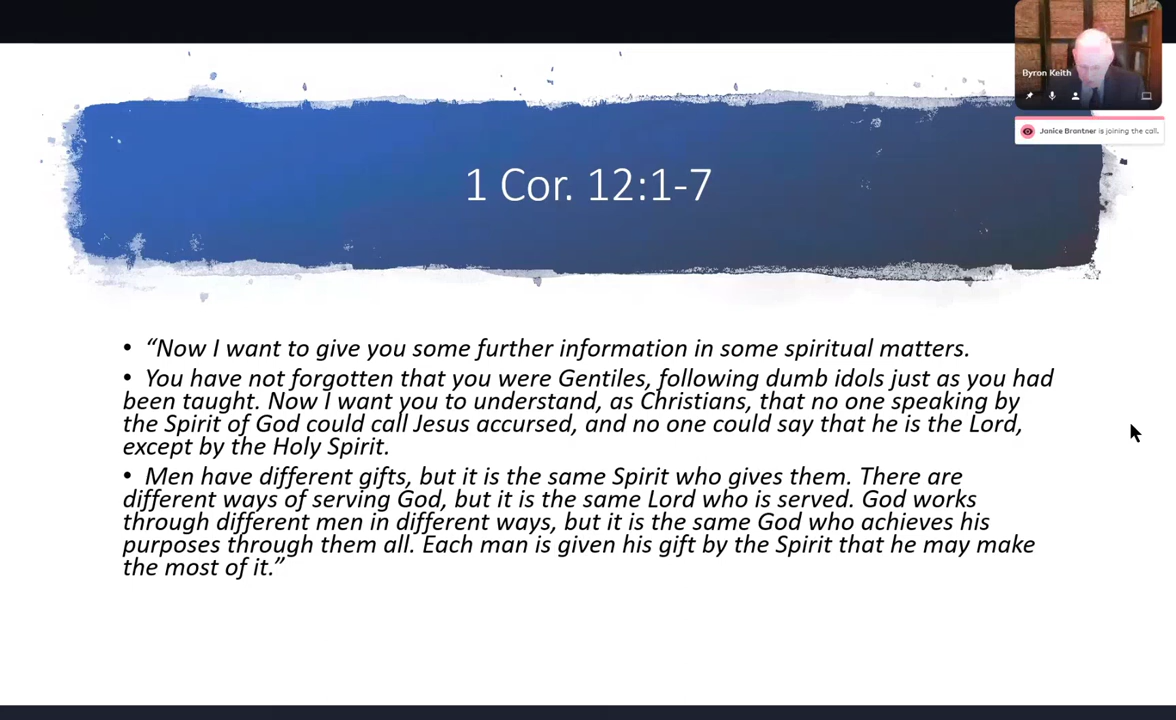 Byron Keith
Janice Brantner is joining the call.
1 Cor. 12:1-7
• “Now I want to give you some further information in some spiritual matters.
• You have not forgotten that you were Gentiles, following dumb idols just as you had
been taught. Now I want you to understand, as Christians, that no one speaking by
the Spirit of God could call Jesus accursed, and no one could say that he is the Lord,
except by the Holy Spirit.
• Men have different gifts, but it is the same Spirit who gives them. There are
different ways of serving God, but it is the same Lord who is served. God works
through different men in different ways, but it is the same God who achieves his
purposes through them all. Each man is given his gift by the Spirit that he may make
the most of it.”